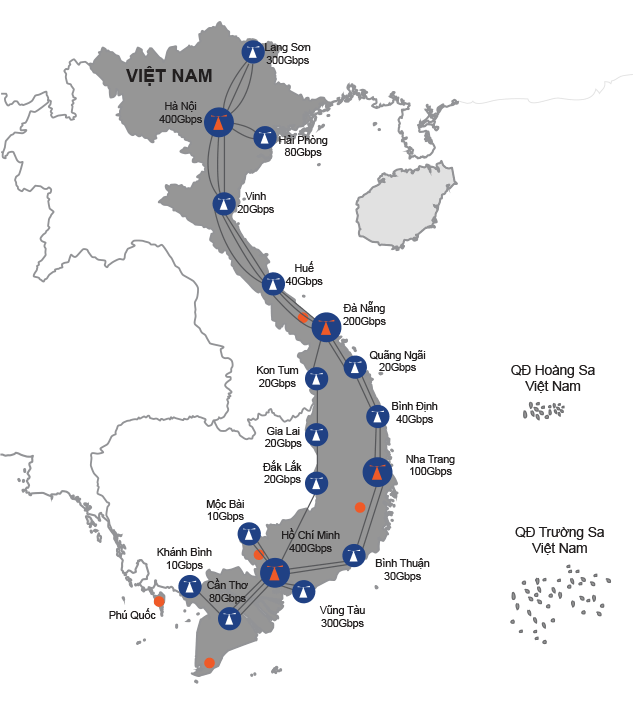 Lạng Sơn
300Gbps
VIỆT NAM
Hà Nội
400Gbps
Hải Phòng
80Gbps
Vinh
20Gbps
Huế
40Gbps
Đà Nẵng
200Gbps
Quãng Ngãi
20Gbps
Kon Tum
20Gbps
QĐ Hoàng Sa
Việt Nam
Bình Định
40Gbps
Gia Lai
20Gbps
Nha Trang
100Gbps
Đắk Lắk
20Gbps
Mộc Bài
10Gbps
Hồ Chí Minh
400Gbps
QĐ Trường Sa
Việt Nam
Khánh Bình
10Gbps
Bình Thuận
30Gbps
Cần Thơ
80Gbps
Vũng Tàu
300Gbps
Phú Quốc